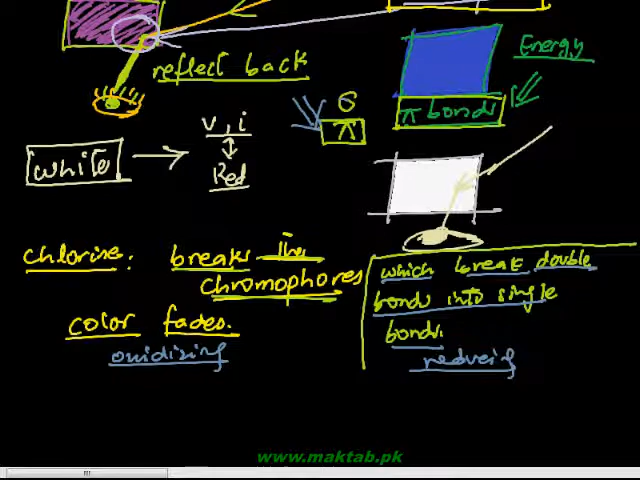 reflect back
Energy
π bonds
σ
π
v, i
white
Red
chlorine: breaks the
chromophores
color fades.
oxidizing
which break double
bonds into single
bonds.
reducing
www.maktab.pk